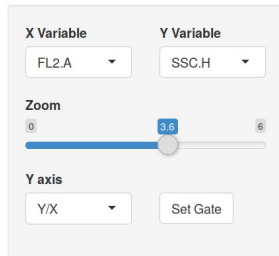 X Variable Y Variable
FL2.A SSC.H
Zoom
0 3.6 6
Y axis
Y/X Set Gate